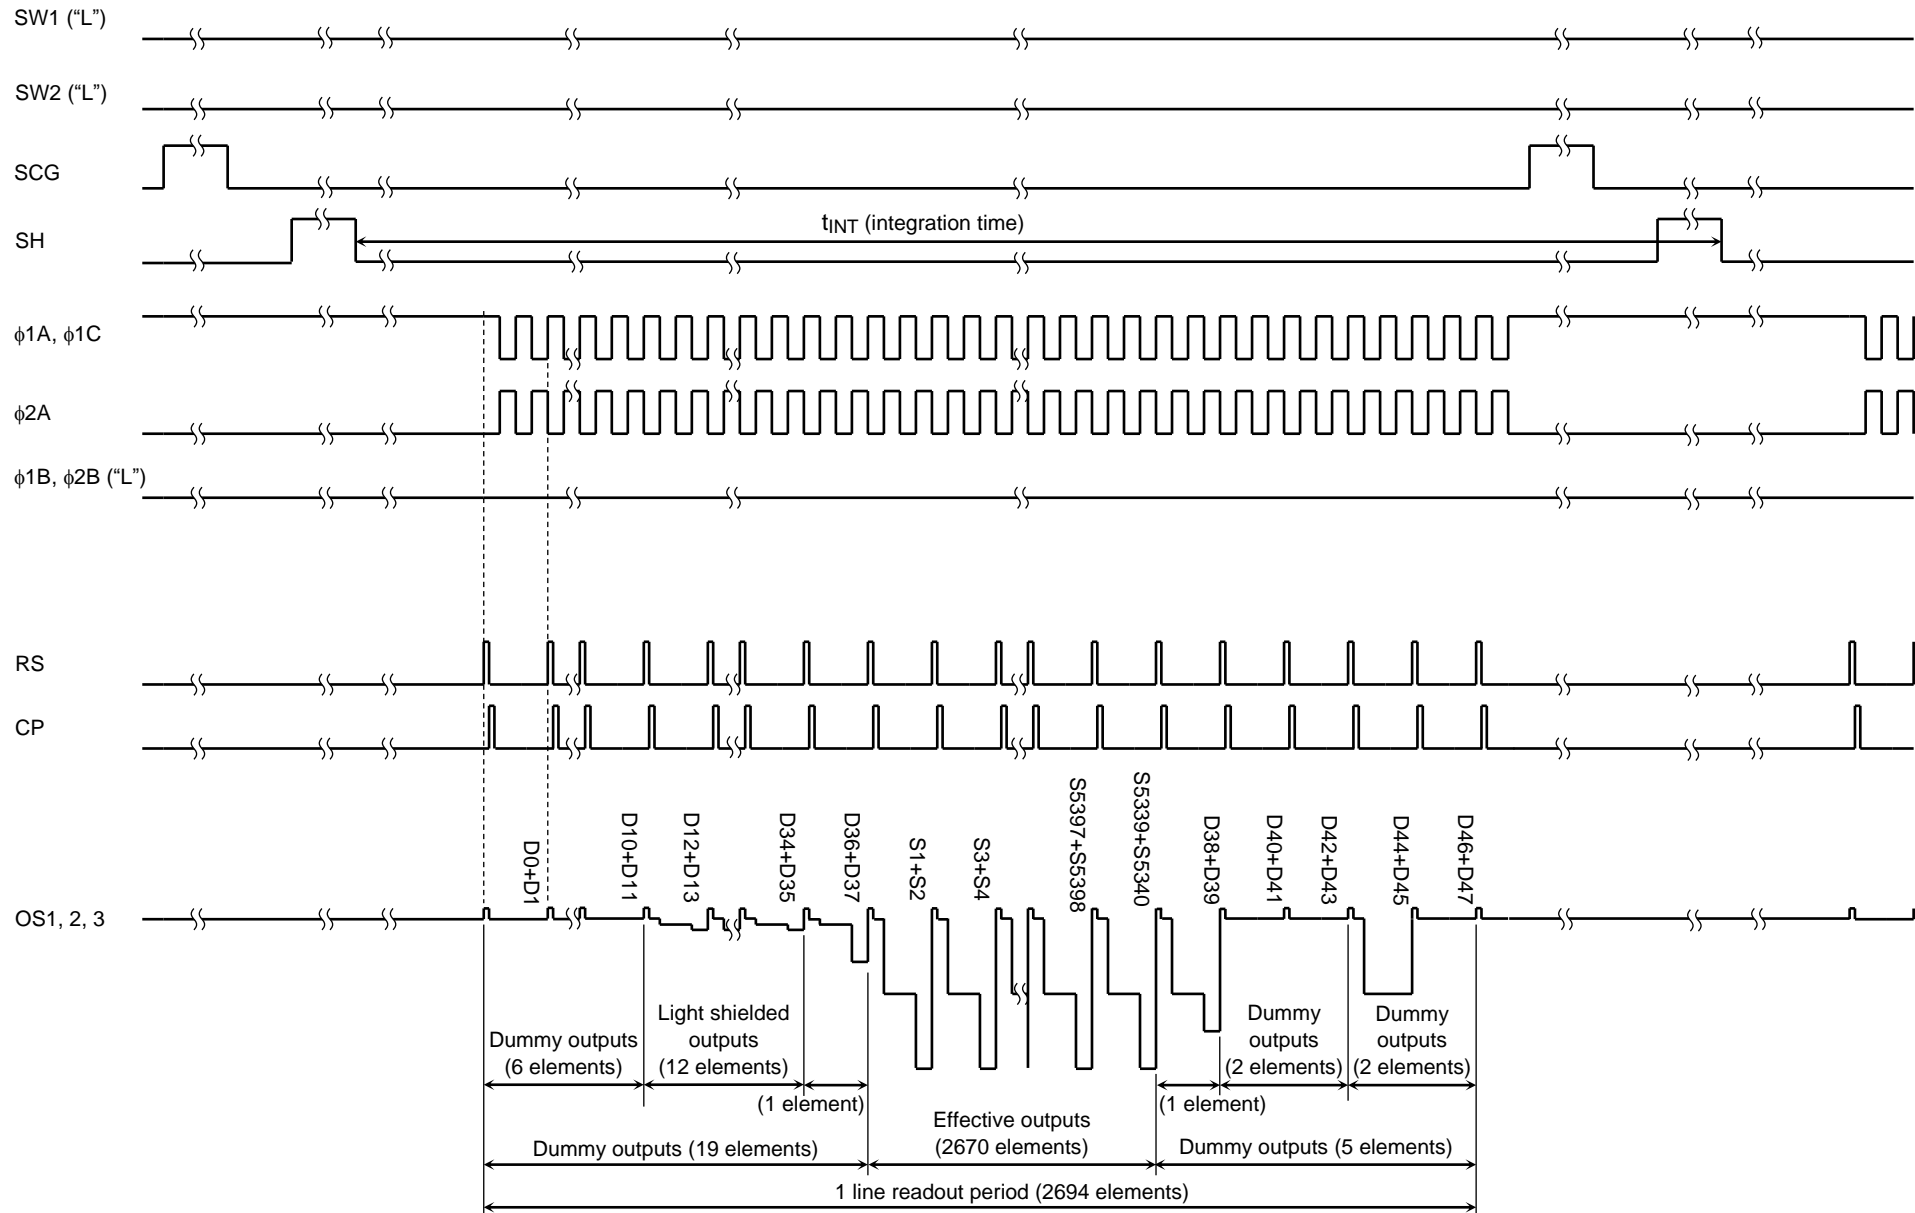 SW1 (“L”)
SW2 (“L”)
SCG
SH
tINT (integration time)
ϕ1A, ϕ1C
ϕ2A
ϕ1B, ϕ2B (“L”)
RS
CP
OS1, 2, 3
D0+D1
D10+D11
D12+D13
D34+D35
D36+D37
S1+S2
S3+S4
S5397+S5398
S5339+S5340
D38+D39
D40+D41
D42+D43
D44+D45
D46+D47
Dummy outputs
(6 elements)
Light shielded
outputs
(12 elements)
(1 element)
Effective outputs
(2670 elements)
(1 element)
Dummy
outputs
(2 elements)
Dummy
outputs
(2 elements)
Dummy outputs (19 elements)
Dummy outputs (5 elements)
1 line readout period (2694 elements)